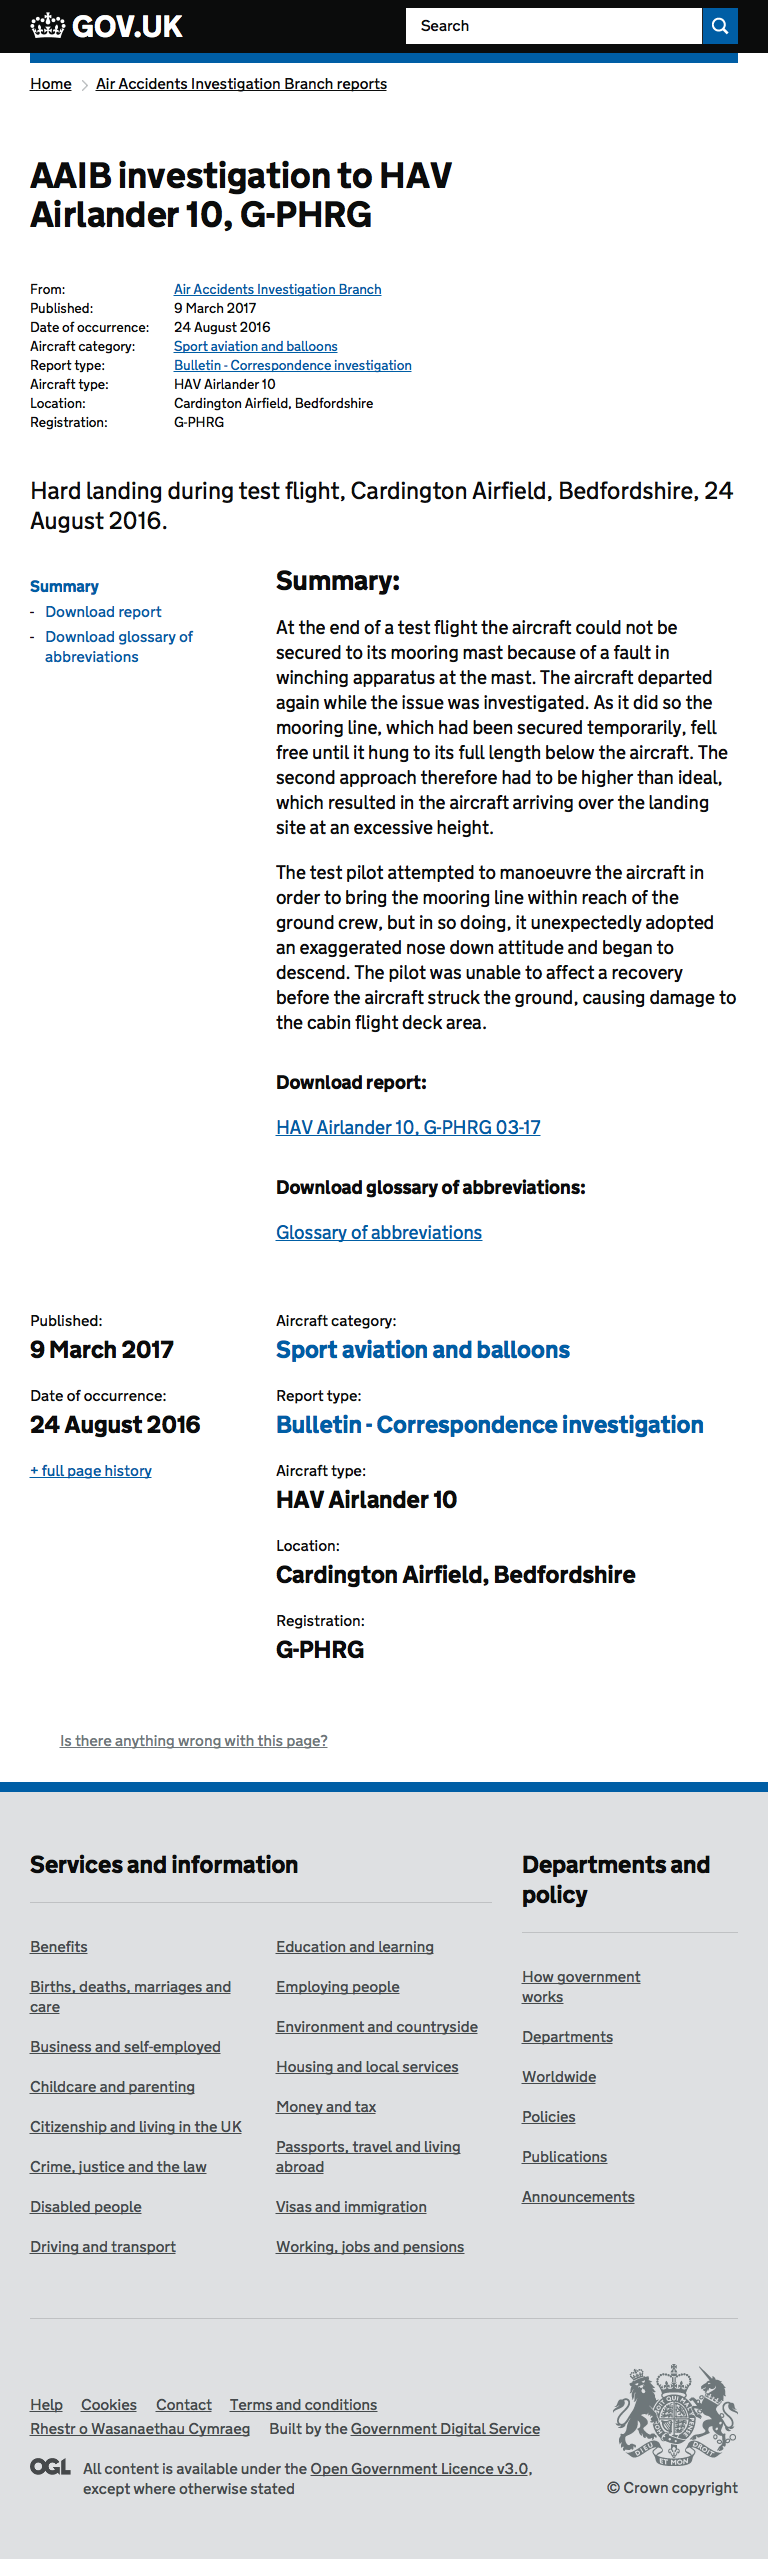 GOV.UK
Search
Home
Air Accidents Investigation Branch reports
AAIB investigation to HAV
Airlander 10, G-PHRG
From: Air Accidents Investigation Branch
Published: 9 March 2017
Date of occurrence: 24 August 2016
Aircraft category: Sport aviation and balloons
Report type: Bulletin - Correspondence investigation
Aircraft type: HAV Airlander 10
Location: Cardington Airfield, Bedfordshire
Registration: G-PHRG
Hard landing during test flight, Cardington Airfield, Bedfordshire, 24
August 2016.
Summary
- Download report
- Download glossary of
abbreviations
Summary:
At the end of a test flight the aircraft could not be
secured to its mooring mast because of a fault in
winching apparatus at the mast. The aircraft departed
again while the issue was investigated. As it did so the
mooring line, which had been secured temporarily, fell
free until it hung to its full length below the aircraft. The
second approach therefore had to be higher than ideal,
which resulted in the aircraft arriving over the landing
site at an excessive height.
The test pilot attempted to manoeuvre the aircraft in
order to bring the mooring line within reach of the
ground crew, but in so doing, it unexpectedly adopted
an exaggerated nose down attitude and began to
descend. The pilot was unable to affect a recovery
before the aircraft struck the ground, causing damage to
the cabin flight deck area.
Download report:
HAV Airlander 10, G-PHRG 03-17
Download glossary of abbreviations:
Glossary of abbreviations
Published:
9 March 2017
Date of occurrence:
24 August 2016
+ full page history
Aircraft category:
Sport aviation and balloons
Report type:
Bulletin - Correspondence investigation
Aircraft type:
HAV Airlander 10
Location:
Cardington Airfield, Bedfordshire
Registration:
G-PHRG
Is there anything wrong with this page?
Services and information
Benefits
Births, deaths, marriages and
care
Business and self-employed
Childcare and parenting
Citizenship and living in the UK
Crime, justice and the law
Disabled people
Driving and transport
Education and learning
Employing people
Environment and countryside
Housing and local services
Money and tax
Passports, travel and living
abroad
Visas and immigration
Working, jobs and pensions
Departments and
policy
How government
works
Departments
Worldwide
Policies
Publications
Announcements
Help Cookies Contact Terms and conditions
Rhestr o Wasanaethau Cymraeg Built by the Government Digital Service
OGL
All content is available under the Open Government Licence v3.0,
except where otherwise stated
DIEU ET MON DROIT
© Crown copyright